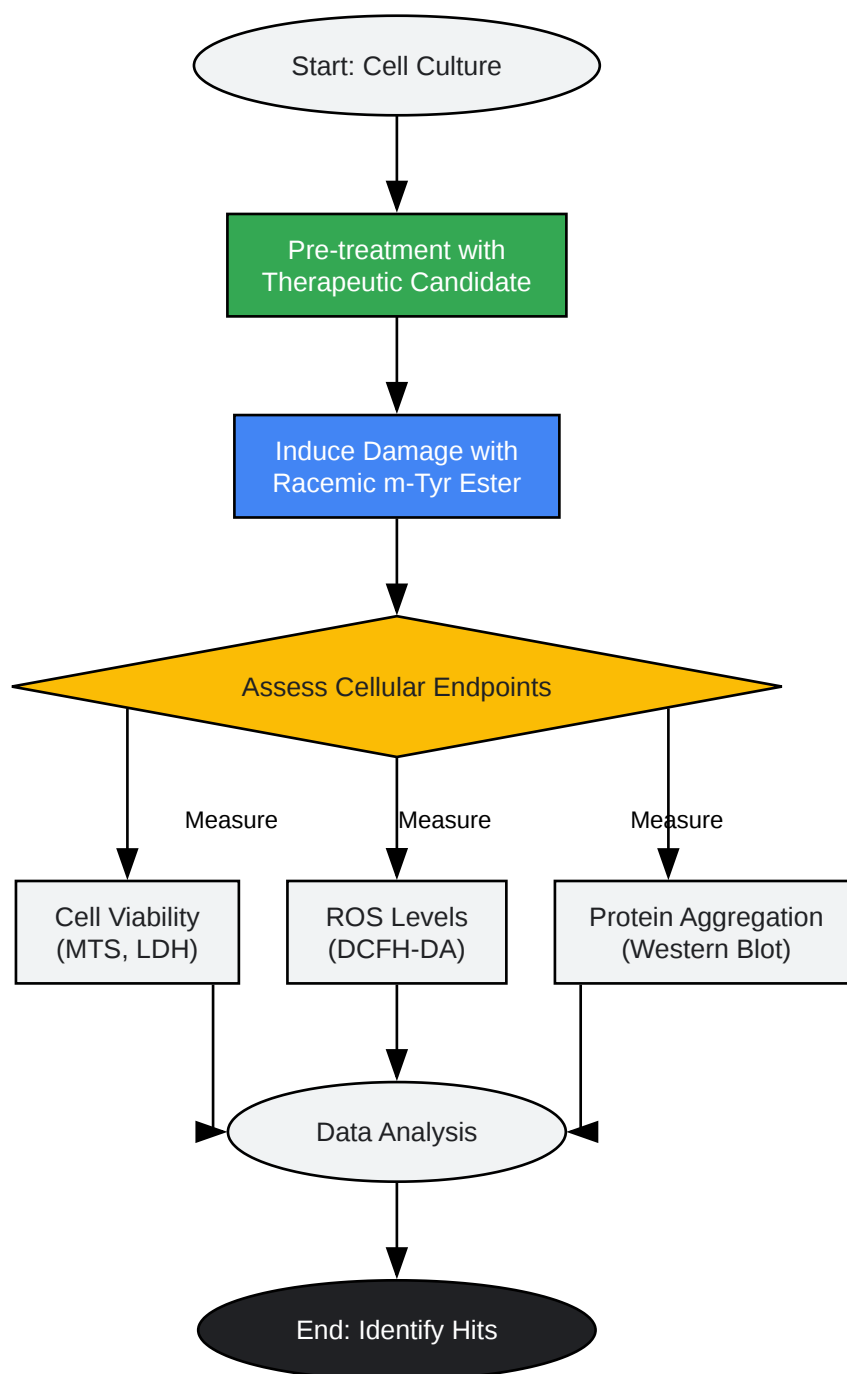 Start: Cell Culture
Pre-treatment with
Therapeutic Candidate
Induce Damage with
Racemic m-Tyr Ester
Assess Cellular Endpoints
Measure
Measure
Measure
Cell Viability
(MTS, LDH)
ROS Levels
(DCFH-DA)
Protein Aggregation
(Western Blot)
Data Analysis
End: Identify Hits